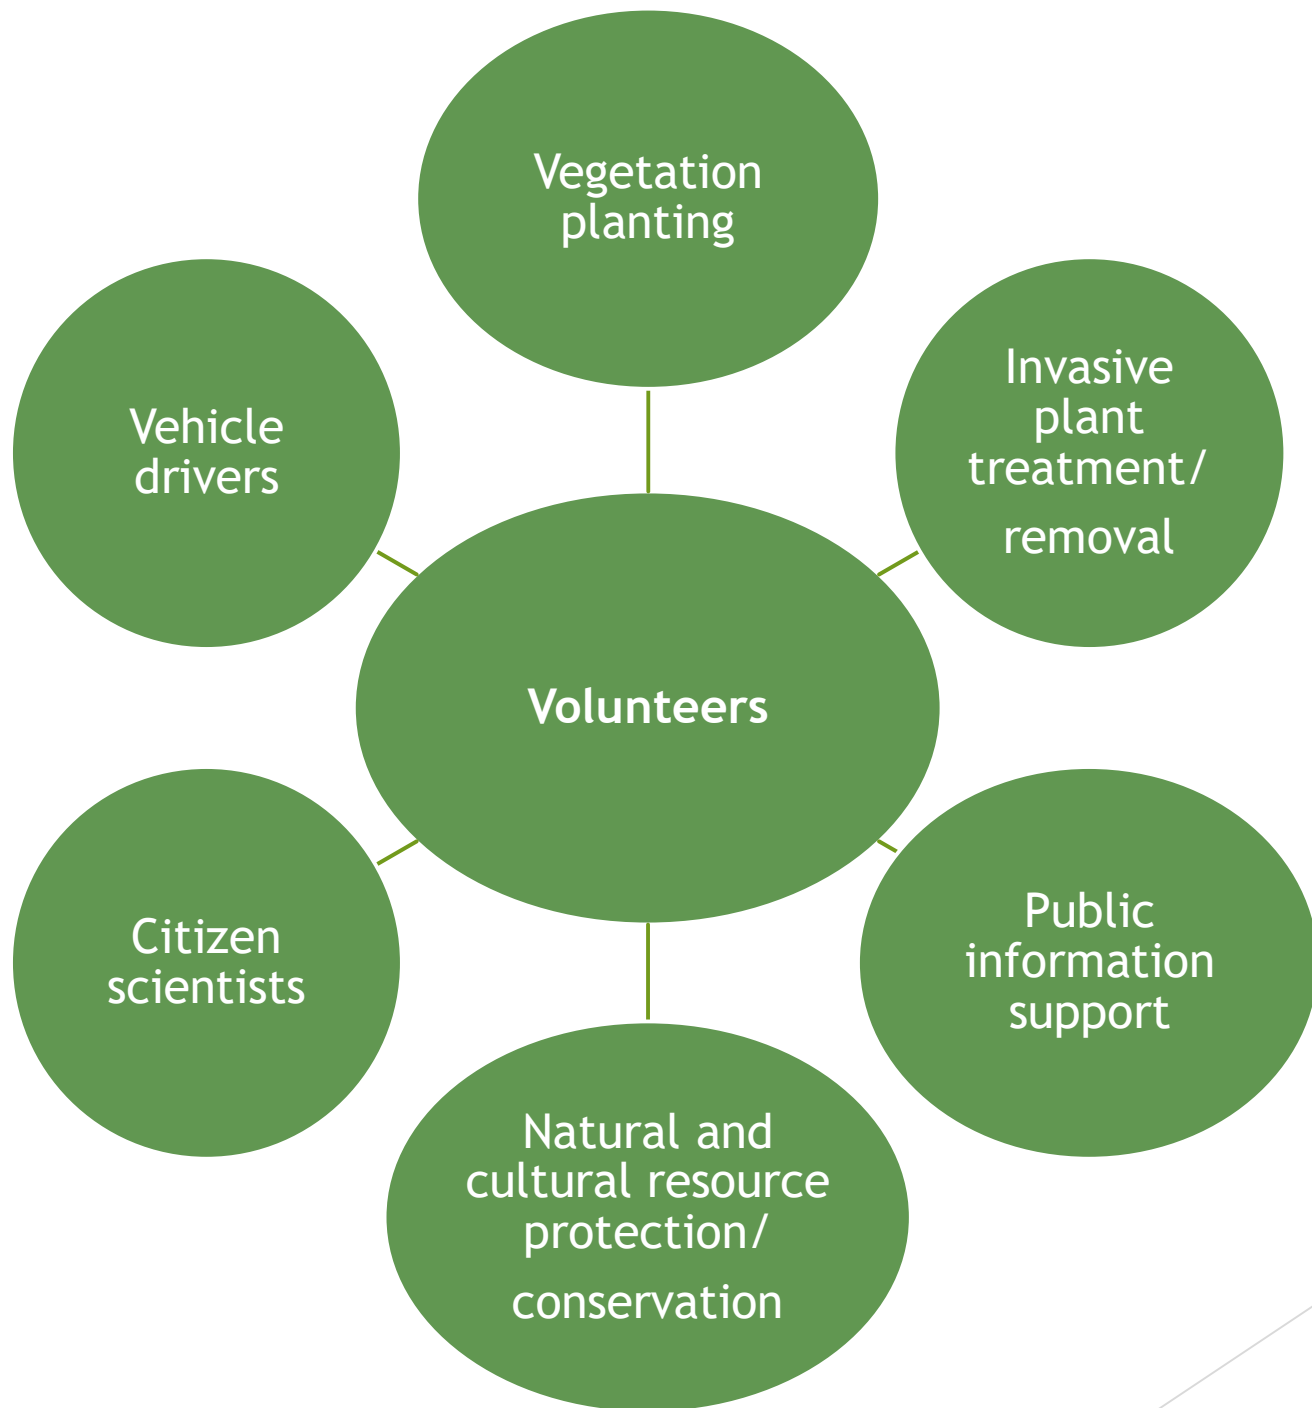 Vegetation
planting
Invasive
plant
treatment/
removal
Public
information
support
Natural and
cultural resource
protection/
conservation
Citizen
scientists
Vehicle
drivers
Volunteers